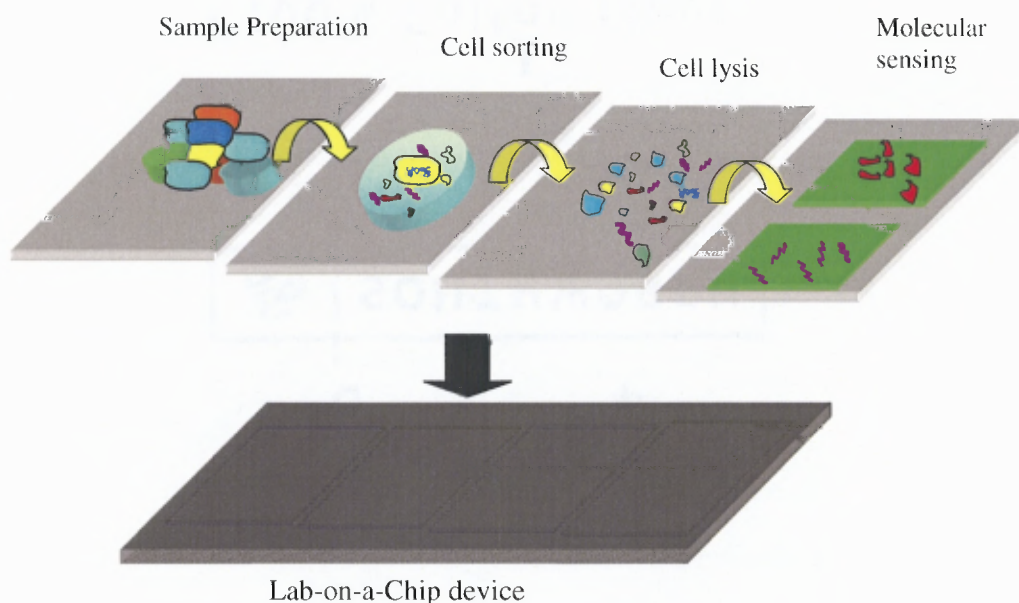 Sample Preparation
Cell sorting
Cell lysis
Molecular
sensing
Lab-on-a-Chip device